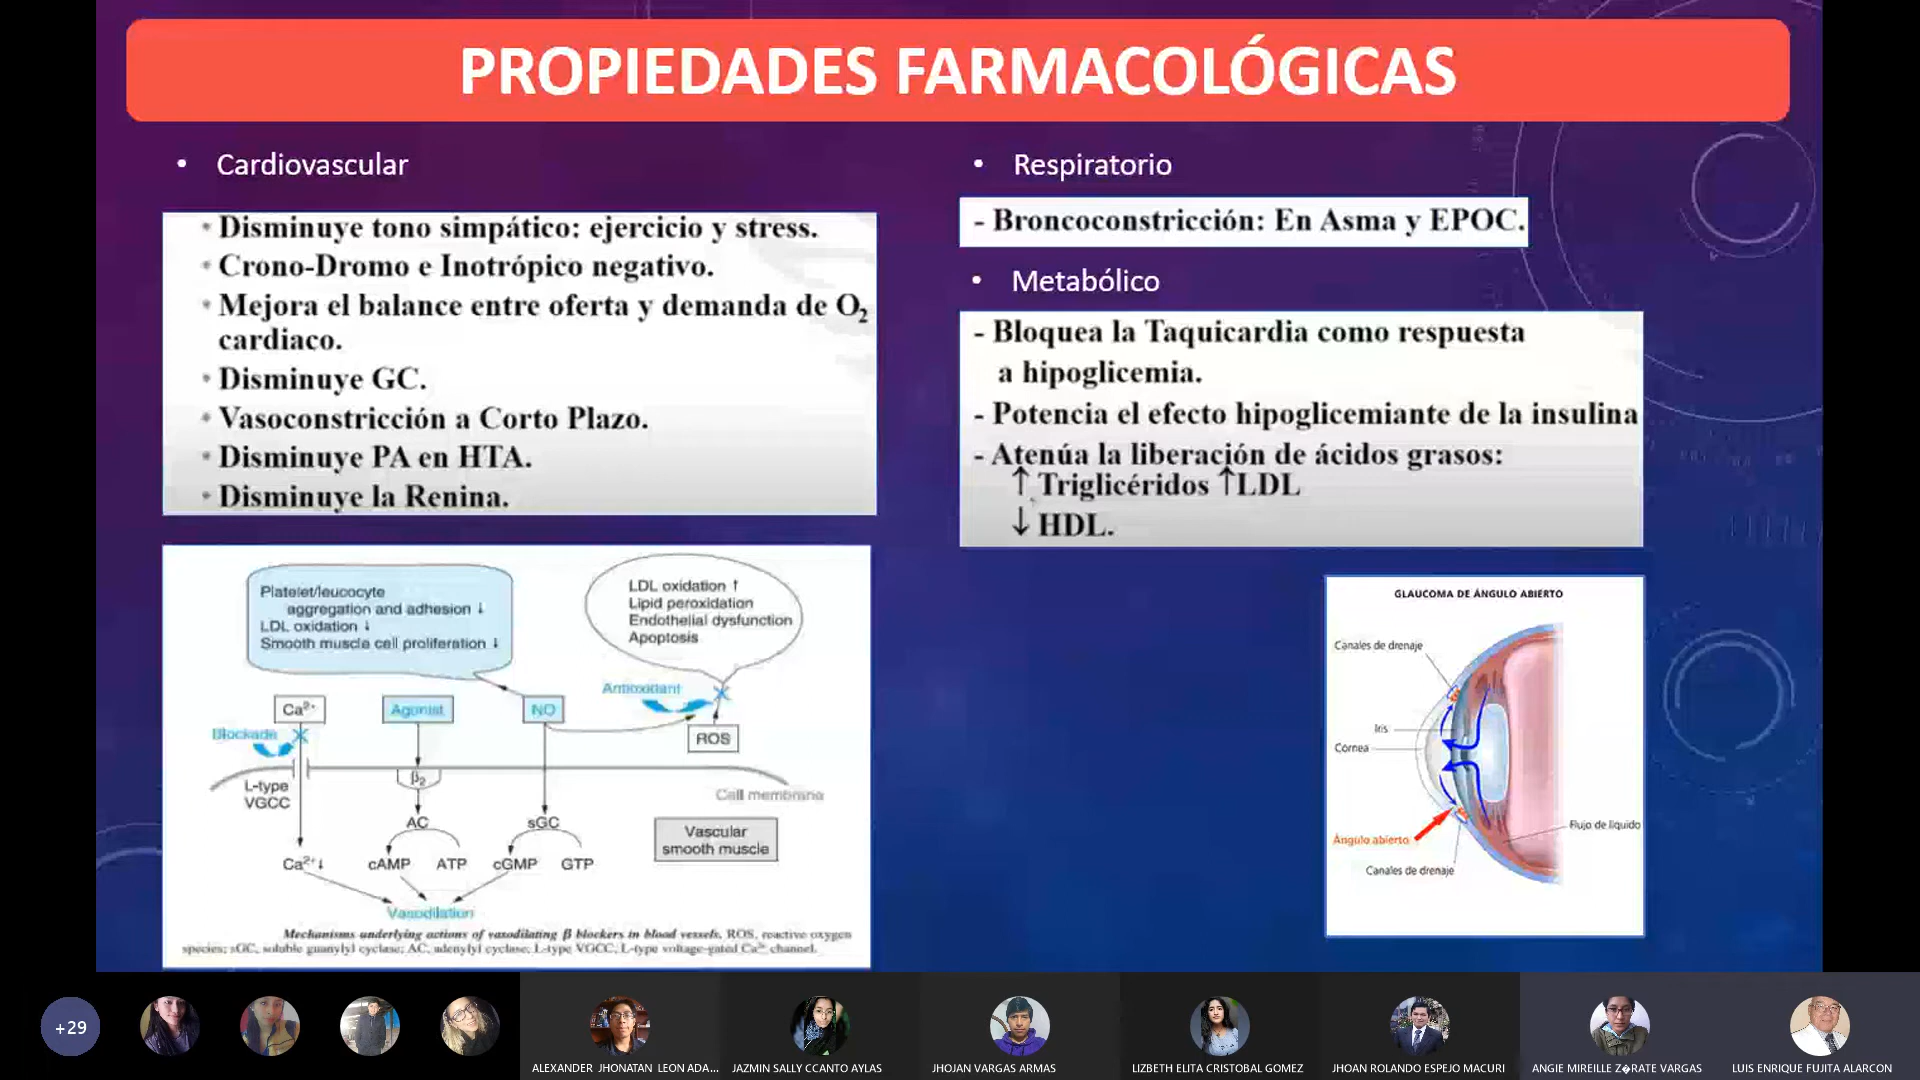 PROPIEDADES FARMACOLÓGICAS
• Cardiovascular
• Disminuye tono simpático: ejercicio y stress.
• Crono-Dromo e Inotrópico negativo.
• Mejora el balance entre oferta y demanda de O₂
cardiaco.
• Disminuye GC.
• Vasoconstricción a Corto Plazo.
• Disminuye PA en HTA.
• Disminuye la Renina.
Platelet/leucocyte
aggregation and adhesion ↓
LDL oxidation ↓
Smooth muscle cell proliferation ↓
LDL oxidation ↑
Lipid peroxidation
Endothelial dysfunction
Apoptosis
Antioxidant
Ca²⁺
Agonist
NO
ROS
Blockade
L-type
VGCC
β₂
Cell membrane
AC
sGC
Vascular
smooth muscle
Ca²⁺↓
cAMP
ATP
cGMP
GTP
Vasodilation
Mechanisms underlying actions of vasodilating β blockers in blood vessels. ROS, reactive oxygen
species; sGC, soluble guanylyl cyclase; AC, adenylyl cyclase; L-type VGCC, L-type voltage-gated Ca²⁺ channel.
• Respiratorio
- Broncoconstricción: En Asma y EPOC.
• Metabólico
- Bloquea la Taquicardia como respuesta
a hipoglicemia.
- Potencia el efecto hipoglicemiante de la insulina
- Atenúa la liberación de ácidos grasos:
↑ Triglicéridos ↑LDL
↓ HDL.
GLAUCOMA DE ÁNGULO ABIERTO
Canales de drenaje
Iris
Córnea
Flujo de líquido
Ángulo abierto
Canales de drenaje
+29
ALEXANDER JHONATAN LEON ADA...
JAZMIN SALLY CCANTO AYLAS
JHOJAN VARGAS ARMAS
LIZBETH ELITA CRISTOBAL GOMEZ
JHOAN ROLANDO ESPEJO MACURI
ANGIE MIREILLE Z�RATE VARGAS
LUIS ENRIQUE FUJITA ALARCON